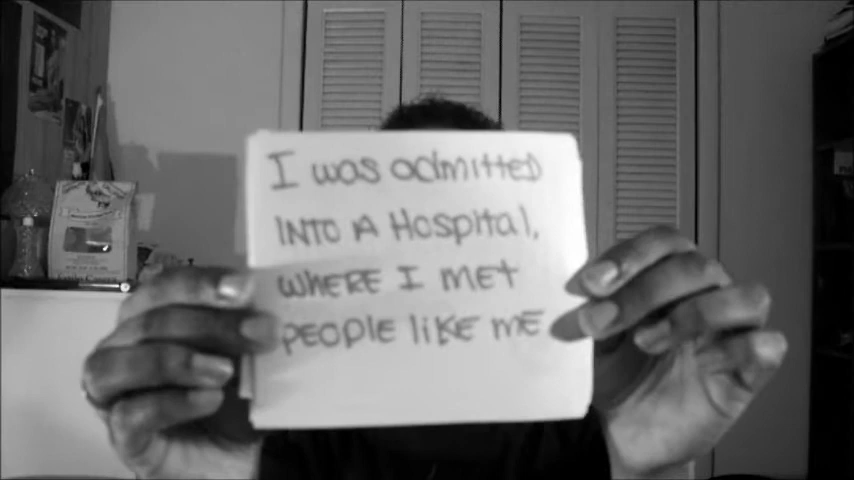 I was admitted
INTO A Hospital,
WHERE I MET
PEOPLE liKE ME